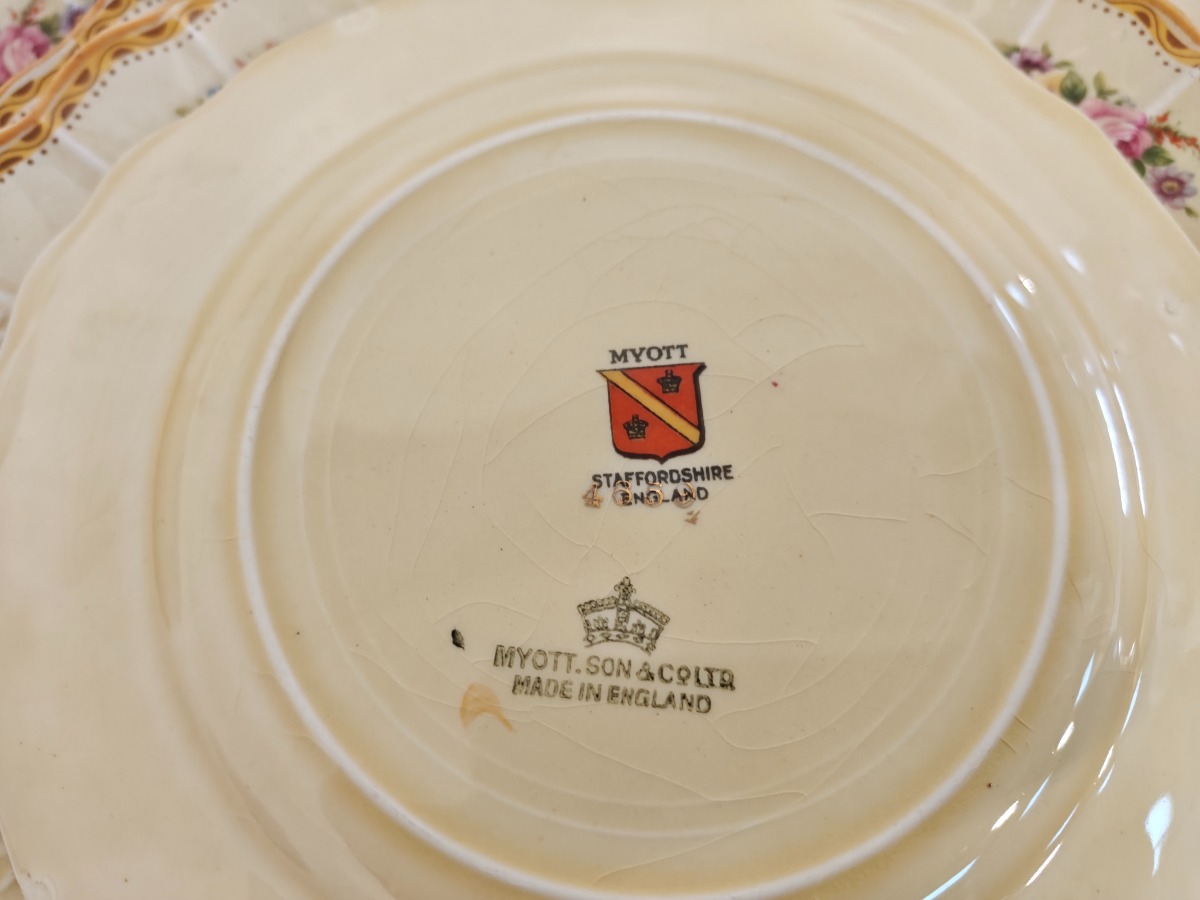 MYOTT
STAFFORDSHIRE
ENGLAND
MYOTT. SON & Cº LTD
MADE IN ENGLAND